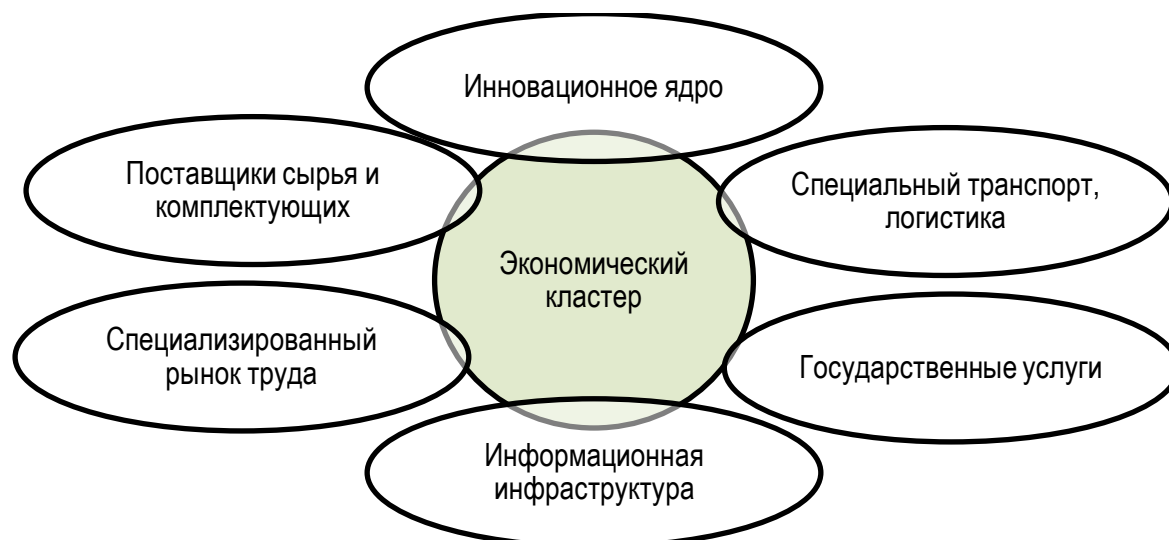 Инновационное ядро
Поставщики сырья и
комплектующих
Специальный транспорт,
логистика
Экономический
кластер
Специализированный
рынок труда
Государственные услуги
Информационная
инфраструктура